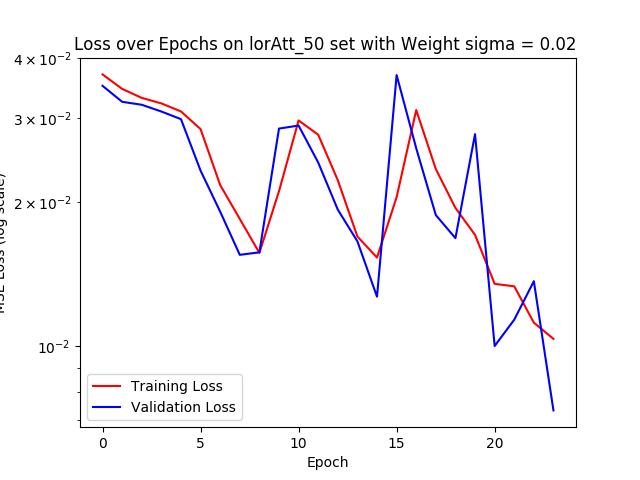 Loss over Epochs on lorAtt_50 set with Weight sigma = 0.02
4 × 10⁻²
3 × 10⁻²
2 × 10⁻²
10⁻²
MSE Loss (log scale)
Training Loss
Validation Loss
0 5 10 15 20
Epoch